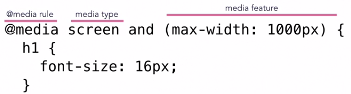 @media rule media type media feature
@media screen and (max-width: 1000px) {
h1 {
font-size: 16px;
}